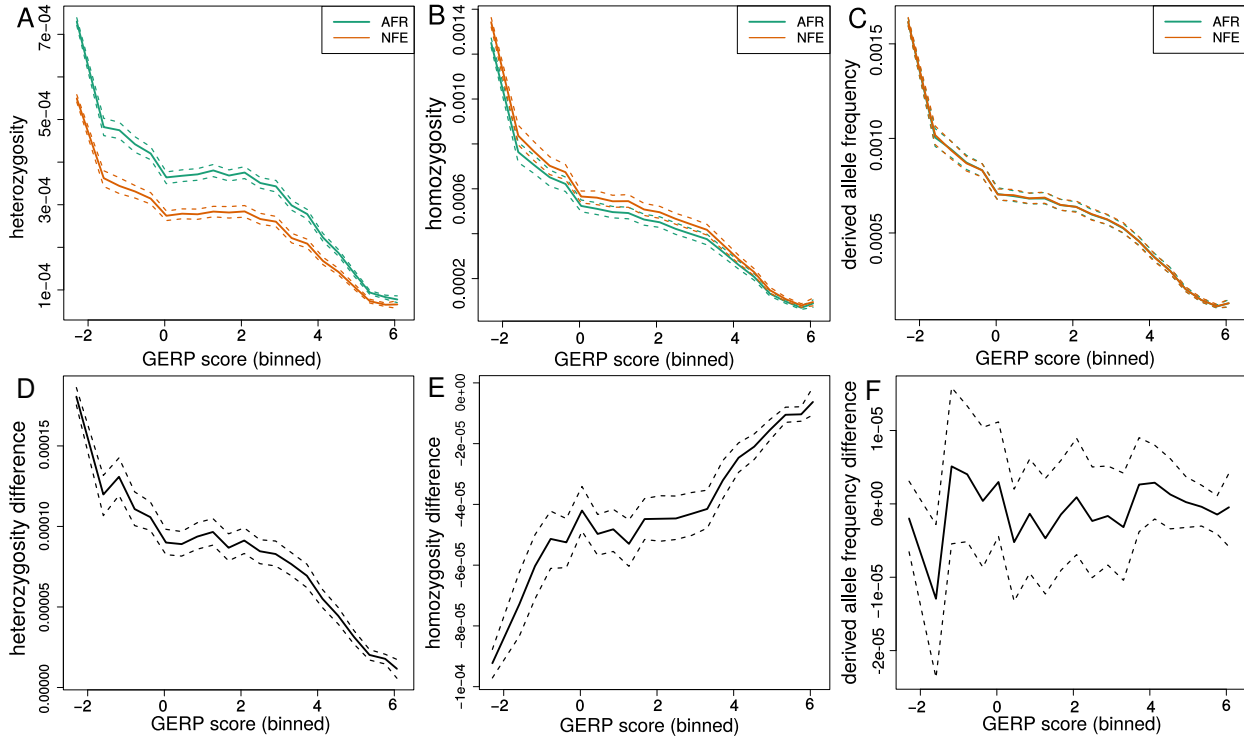 A
heterozygosity
7e−04
5e−04
3e−04
1e−04
AFR
NFE
−2 0 2 4 6
GERP score (binned)
B
homozygosity
0.0014
0.0010
0.0006
0.0002
AFR
NFE
−2 0 2 4 6
GERP score (binned)
C
derived allele frequency
0.0015
0.0010
0.0005
AFR
NFE
−2 0 2 4 6
GERP score (binned)
D
heterozygosity difference
0.00015
0.00010
0.00005
0.00000
−2 0 2 4 6
GERP score (binned)
E
homozygosity difference
0e+00
−2e−05
−4e−05
−6e−05
−8e−05
−1e−04
−2 0 2 4 6
GERP score (binned)
F
derived allele frequency difference
1e−05
0e+00
−1e−05
−2e−05
−2 0 2 4 6
GERP score (binned)